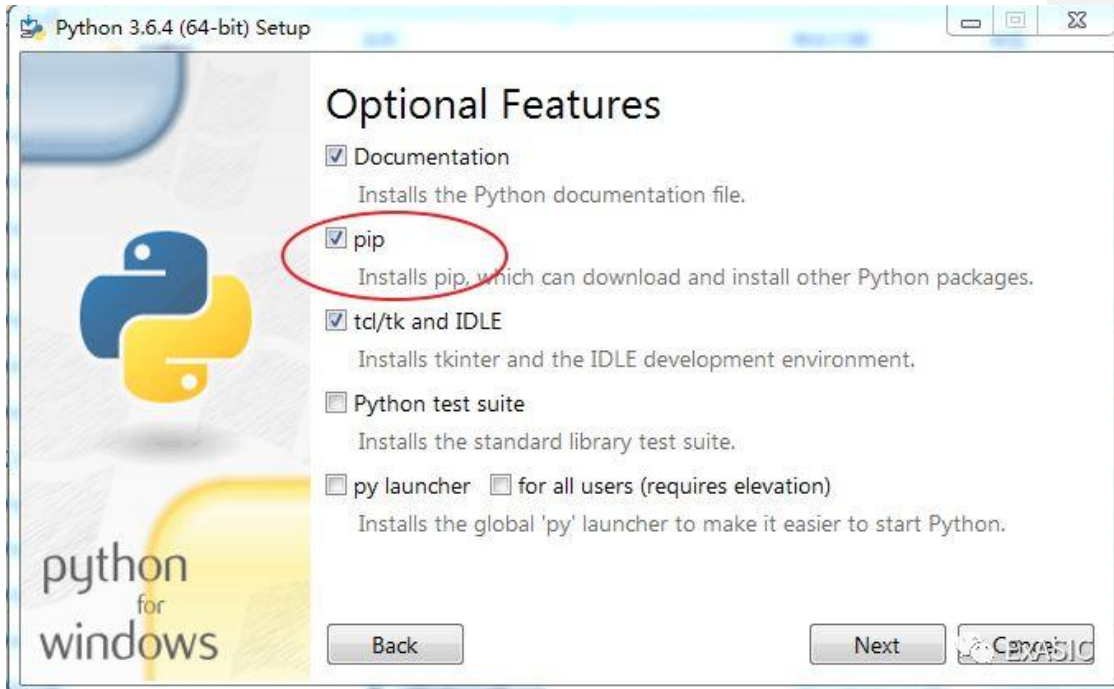 Python 3.6.4 (64-bit) Setup
Optional Features
Documentation
Installs the Python documentation file.
pip
Installs pip, which can download and install other Python packages.
tcl/tk and IDLE
Installs tkinter and the IDLE development environment.
Python test suite
Installs the standard library test suite.
py launcher for all users (requires elevation)
Installs the global 'py' launcher to make it easier to start Python.
python
for
windows
Back Next Cancel
ExASIC